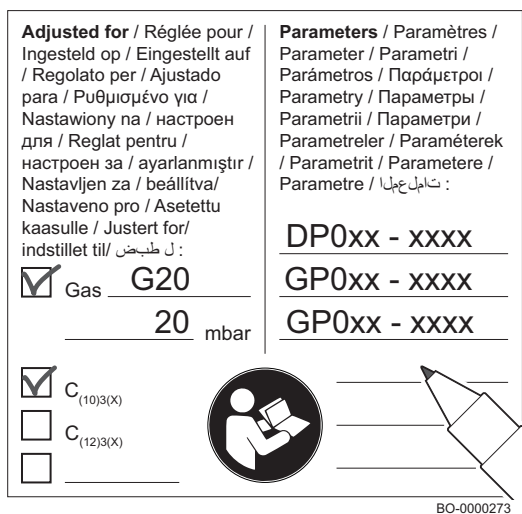 Adjusted for / Réglée pour /
Ingesteld op / Eingestellt auf
/ Regolato per / Ajustado
para / Ρυθμισμένο για /
Nastawiony na / настроен
для / Reglat pentru /
настроен за / ayarlanmıştır /
Nastavljen za / beállítva/
Nastaveno pro / Asetettu
kaasulle / Justert for/
indstillet til/ ل طبض :
Gas G20
20 mbar
C(10)3(X)
C(12)3(X)
Parameters / Paramètres /
Parameter / Parametri /
Parámetros / Παράμετροι /
Parametry / Параметры /
Parametrii / Параметри /
Parametreler / Paraméterek
/ Parametrit / Parametere /
Parametre / تاملعملا :
DP0xx - xxxx
GP0xx - xxxx
GP0xx - xxxx
BO-0000273